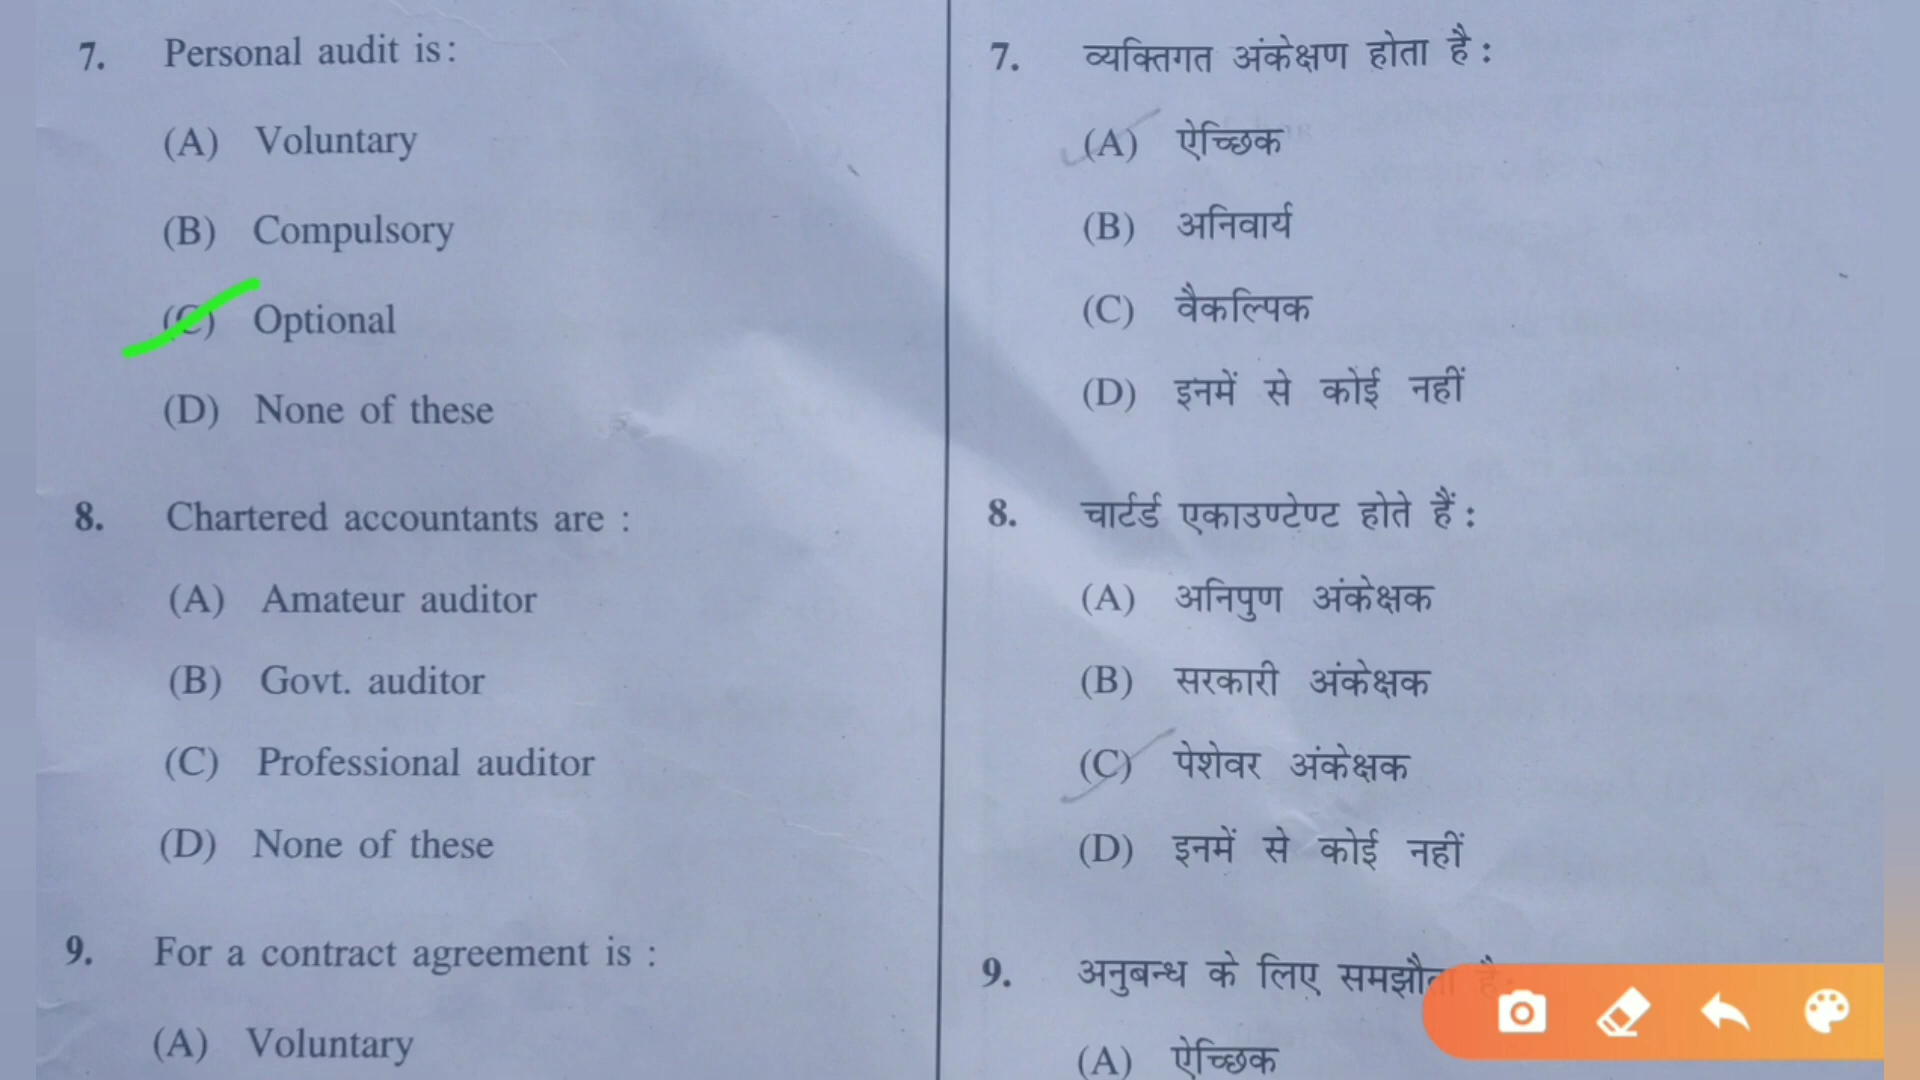 7. Personal audit is:
(A) Voluntary
(B) Compulsory
(C) Optional
(D) None of these
8. Chartered accountants are :
(A) Amateur auditor
(B) Govt. auditor
(C) Professional auditor
(D) None of these
9. For a contract agreement is :
(A) Voluntary
7. व्यक्तिगत अंकेक्षण होता है :
(A) ऐच्छिक
(B) अनिवार्य
(C) वैकल्पिक
(D) इनमें से कोई नहीं
8. चार्टर्ड एकाउण्टेण्ट होते हैं :
(A) अनिपुण अंकेक्षक
(B) सरकारी अंकेक्षक
(C) पेशेवर अंकेक्षक
(D) इनमें से कोई नहीं
9. अनुबन्ध के लिए समझौता है :
(A) ऐच्छिक